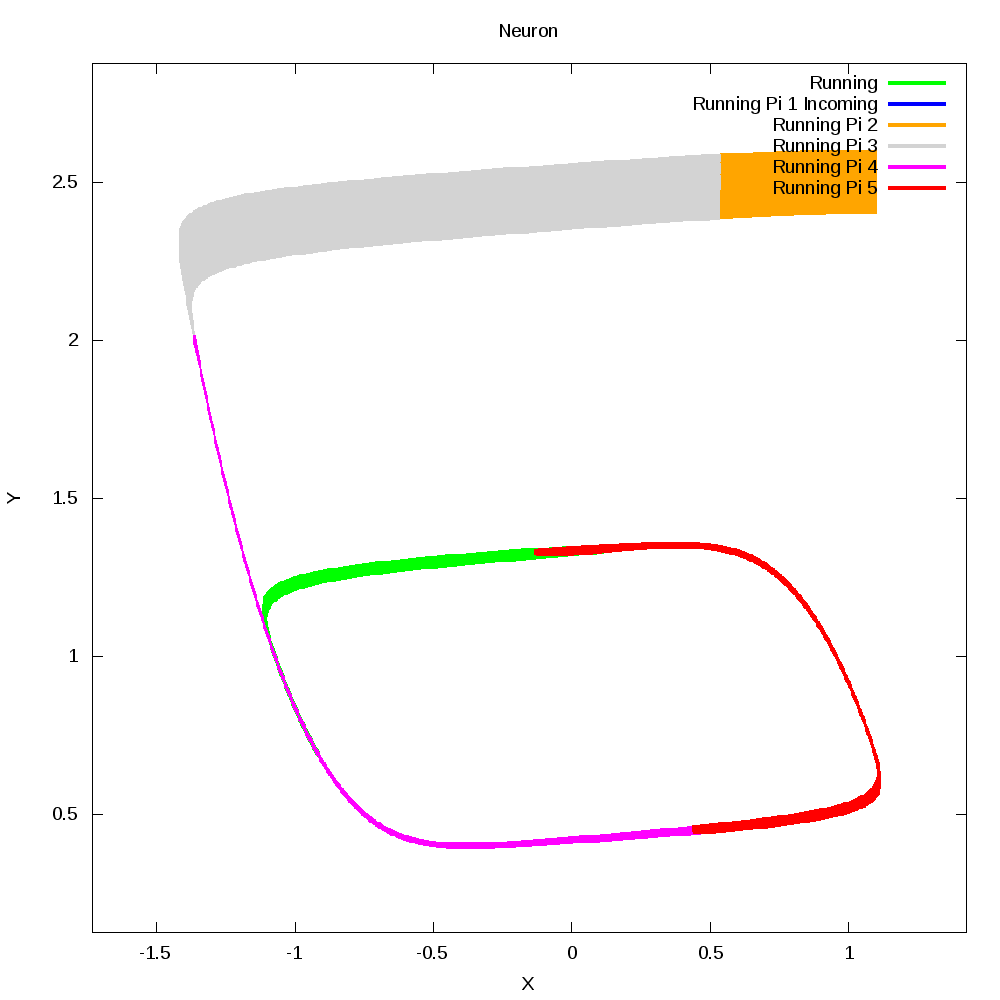 Neuron
Running
Running Pi 1 Incoming
Running Pi 2
Running Pi 3
Running Pi 4
Running Pi 5
2.5
2
1.5
1
0.5
Y
-1.5 -1 -0.5 0 0.5 1
X